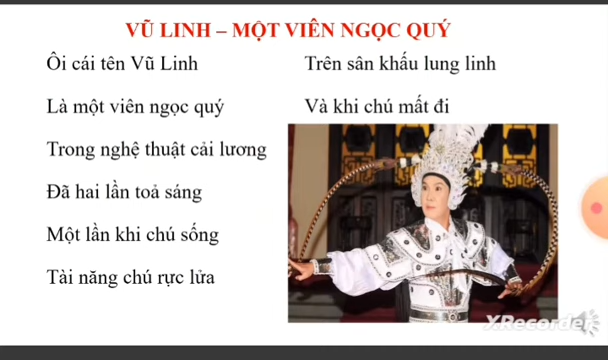 VŨ LINH – MỘT VIÊN NGỌC QUÝ
Ôi cái tên Vũ Linh
Là một viên ngọc quý
Trong nghệ thuật cải lương
Đã hai lần toả sáng
Một lần khi chú sống
Tài năng chú rực lửa
Trên sân khấu lung linh
Và khi chú mất đi
XRecorder